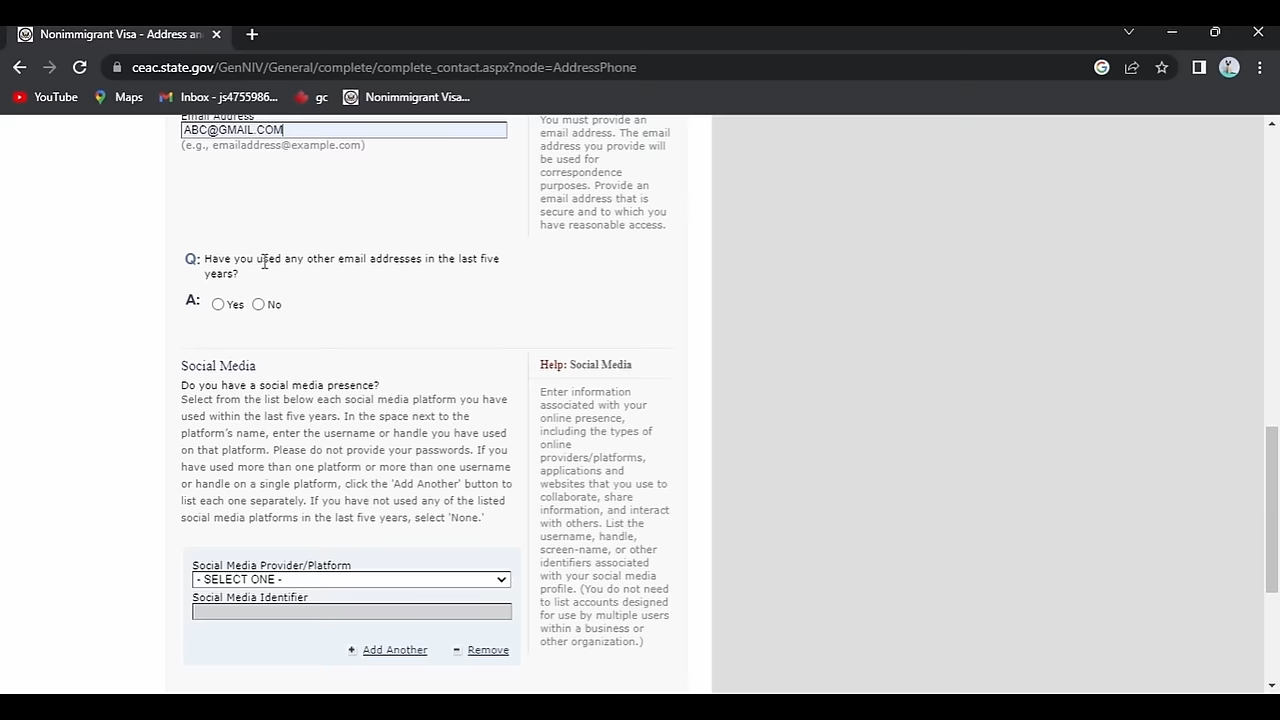 Nonimmigrant Visa - Address an
ceac.state.gov/GenNIV/General/complete/complete_contact.aspx?node=AddressPhone
YouTube
Maps
Inbox - js4755986...
gc
Nonimmigrant Visa...
Email Address
ABC@GMAIL.COM
(e.g., emailaddress@example.com)
You must provide an
email address. The email
address you provide will
be used for
correspondence
purposes. Provide an
email address that is
secure and to which you
have reasonable access.
Q: Have you used any other email addresses in the last five
years?
A: Yes No
Social Media
Do you have a social media presence?
Select from the list below each social media platform you have
used within the last five years. In the space next to the
platform's name, enter the username or handle you have used
on that platform. Please do not provide your passwords. If you
have used more than one platform or more than one username
or handle on a single platform, click the 'Add Another' button to
list each one separately. If you have not used any of the listed
social media platforms in the last five years, select 'None.'
Social Media Provider/Platform
- SELECT ONE -
Social Media Identifier
Add Another
Remove
Help: Social Media
Enter information
associated with your
online presence,
including the types of
online
providers/platforms,
applications and
websites that you use to
collaborate, share
information, and interact
with others. List the
username, handle,
screen-name, or other
identifiers associated
with your social media
profile. (You do not need
to list accounts designed
for use by multiple users
within a business or
other organization.)